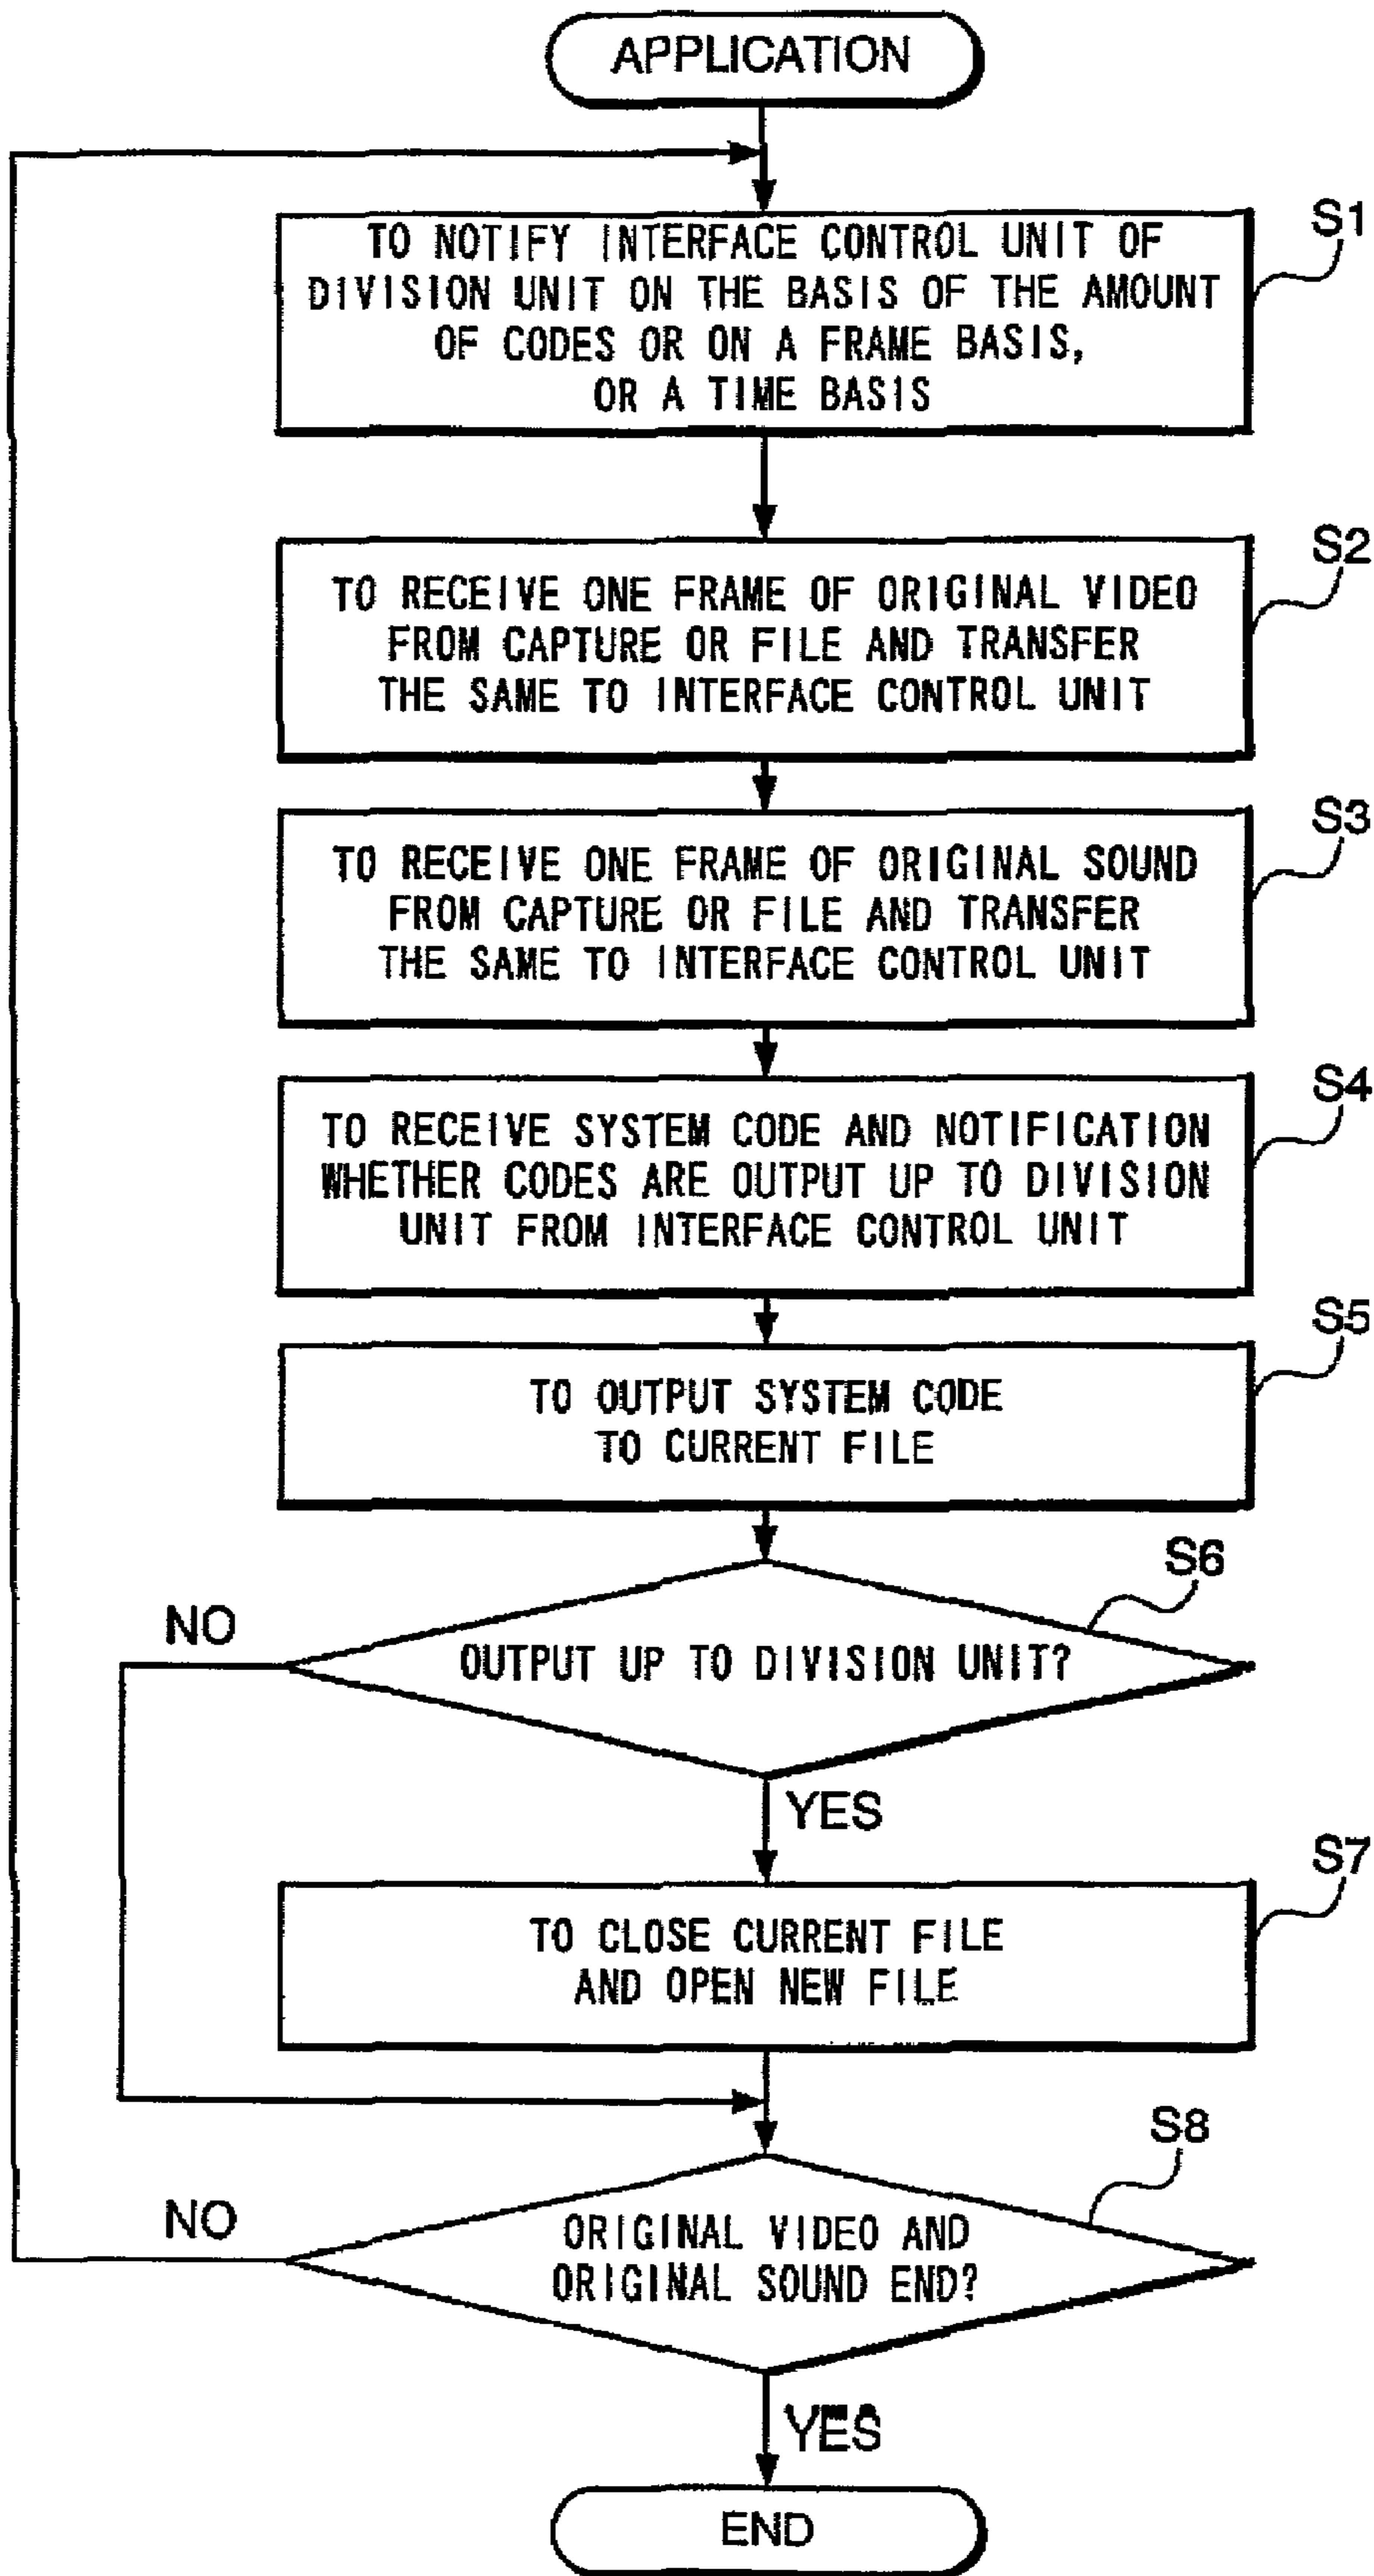 APPLICATION
S1
TO NOTIFY INTERFACE CONTROL UNIT OF
DIVISION UNIT ON THE BASIS OF THE AMOUNT
OF CODES OR ON A FRAME BASIS,
OR A TIME BASIS
S2
TO RECEIVE ONE FRAME OF ORIGINAL VIDEO
FROM CAPTURE OR FILE AND TRANSFER
THE SAME TO INTERFACE CONTROL UNIT
S3
TO RECEIVE ONE FRAME OF ORIGINAL SOUND
FROM CAPTURE OR FILE AND TRANSFER
THE SAME TO INTERFACE CONTROL UNIT
S4
TO RECEIVE SYSTEM CODE AND NOTIFICATION
WHETHER CODES ARE OUTPUT UP TO DIVISION
UNIT FROM INTERFACE CONTROL UNIT
S5
TO OUTPUT SYSTEM CODE
TO CURRENT FILE
S6
NO
OUTPUT UP TO DIVISION UNIT?
YES
S7
TO CLOSE CURRENT FILE
AND OPEN NEW FILE
S8
NO
ORIGINAL VIDEO AND
ORIGINAL SOUND END?
YES
END